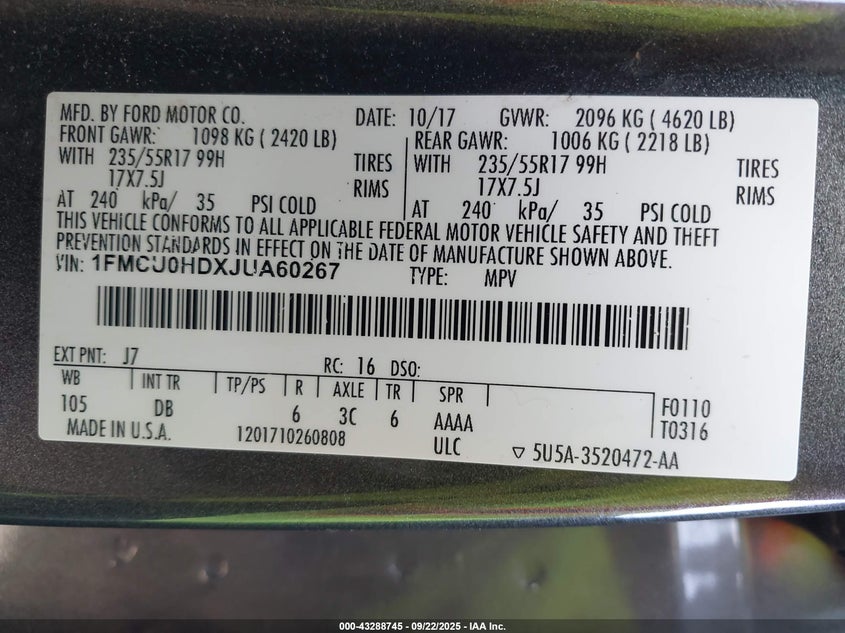 MFD. BY FORD MOTOR CO. DATE: 10/17 GVWR: 2096 KG ( 4620 LB)
FRONT GAWR: 1098 KG ( 2420 LB) REAR GAWR: 1006 KG ( 2218 LB)
WITH 235/55R17 99H TIRES WITH 235/55R17 99H TIRES
17X7.5J RIMS 17X7.5J RIMS
AT 240 kPa/ 35 PSI COLD AT 240 kPa/ 35 PSI COLD
THIS VEHICLE CONFORMS TO ALL APPLICABLE FEDERAL MOTOR VEHICLE SAFETY AND THEFT
PREVENTION STANDARDS IN EFFECT ON THE DATE OF MANUFACTURE SHOWN ABOVE.
VIN: 1FMCU0HDXJUA60267 TYPE: MPV
EXT PNT: J7 RC: 16 DSO:
WB INT TR TP/PS R AXLE TR SPR F0110
105 DB 6 3C 6 AAAA T0316
MADE IN U.S.A. 1201710260808 ULC ▽ 5U5A-3520472-AA
000-43288745 - 09/22/2025 - IAA Inc.